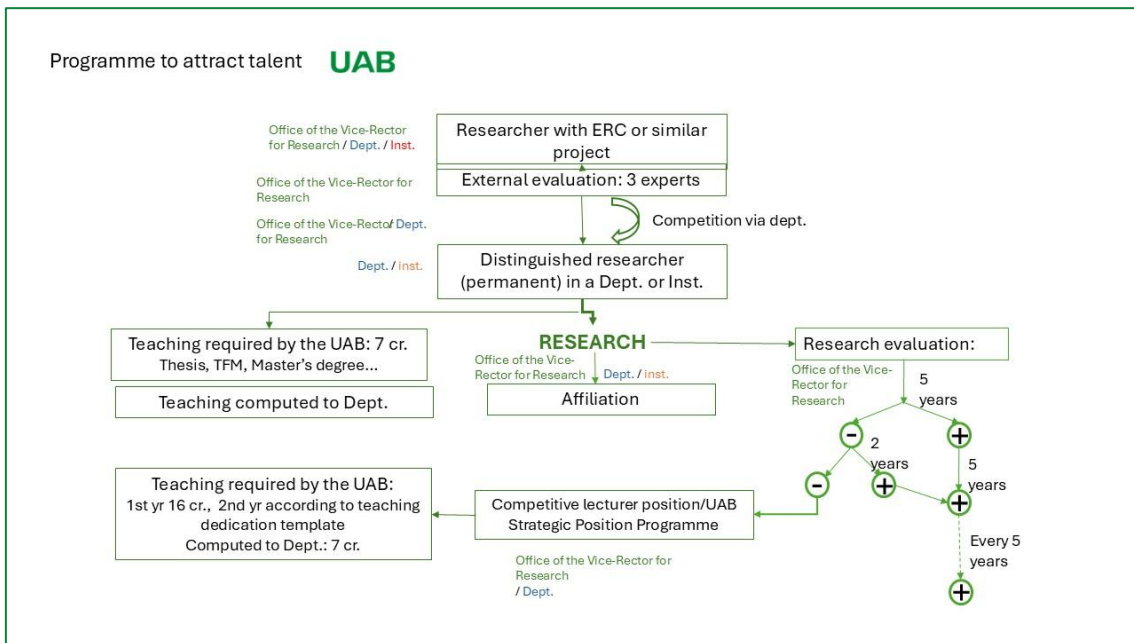 Programme to attract talent UAB
Office of the Vice-Rector
for Research / Dept. / Inst.
Researcher with ERC or similar
project
Office of the Vice-Rector for
Research
External evaluation: 3 experts
Office of the Vice-Recto/ Dept.
for Research
Competition via dept.
Dept. / inst.
Distinguished researcher
(permanent) in a Dept. or Inst.
Teaching required by the UAB: 7 cr.
Thesis, TFM, Master's degree...
Teaching computed to Dept.
RESEARCH
Office of the Vice-
Rector for Research
Dept. / inst.
Affiliation
Research evaluation:
Office of the Vice-
Rector for
Research
5
years
-
+
2
years
5
years
-
+
+
Every 5
years
+
Competitive lecturer position/UAB
Strategic Position Programme
Office of the Vice-Rector for
Research
/ Dept.
Teaching required by the UAB:
1st yr 16 cr., 2nd yr according to teaching
dedication template
Computed to Dept.: 7 cr.